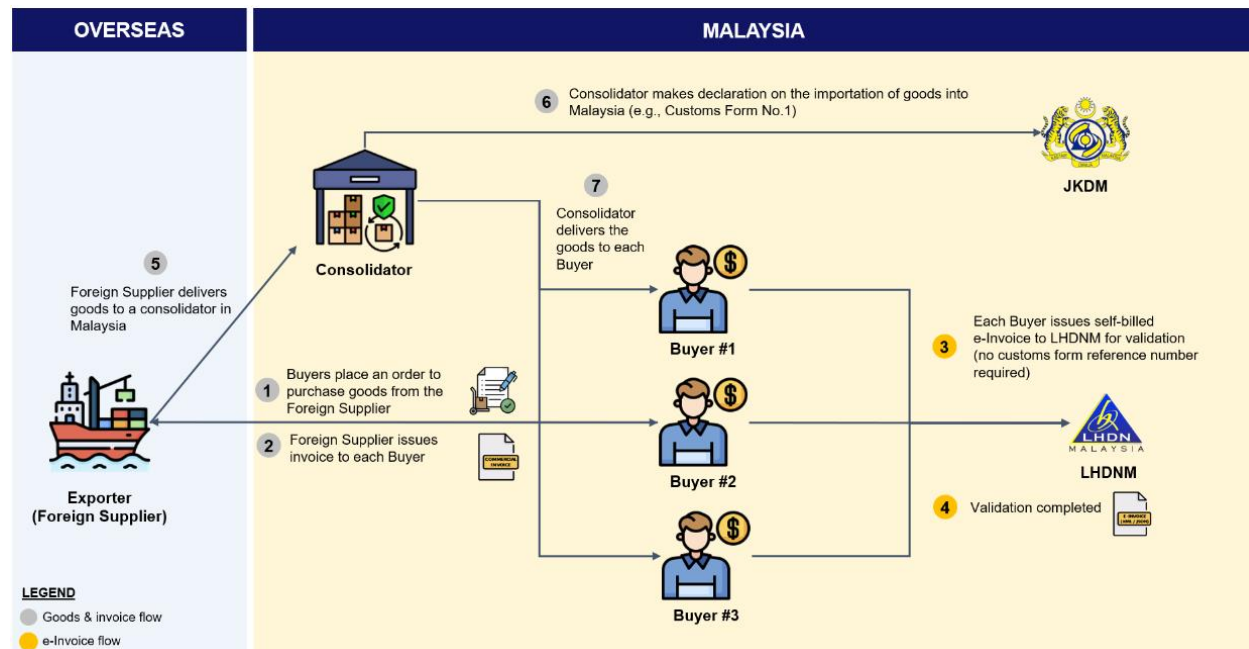 OVERSEAS
MALAYSIA
6
Consolidator makes declaration on the importation of goods into
Malaysia (e.g., Customs Form No.1)
JKDM
7
Consolidator
delivers the
goods to each
Buyer
Consolidator
5
Foreign Supplier delivers
goods to a consolidator in
Malaysia
Buyer #1
3
Each Buyer issues self-billed
e-Invoice to LHDNM for validation
(no customs form reference number
required)
1
Buyers place an order to
purchase goods from the
Foreign Supplier
2
Foreign Supplier issues
invoice to each Buyer
COMMERCIAL
INVOICE
Buyer #2
LHDN
MALAYSIA
LHDNM
Exporter
(Foreign Supplier)
4
Validation completed
E-INVOICE
(XML / JSON)
Buyer #3
LEGEND
Goods & invoice flow
e-Invoice flow